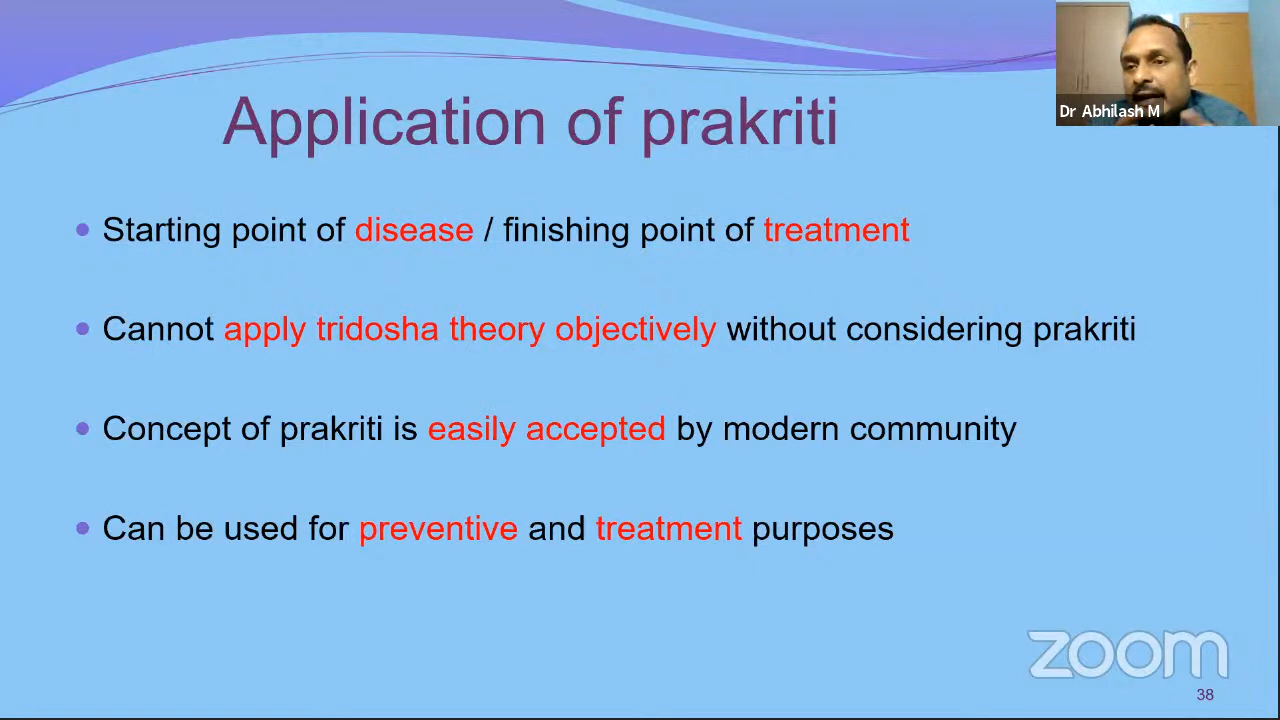 Application of prakriti
Dr Abhilash M
• Starting point of disease / finishing point of treatment
• Cannot apply tridosha theory objectively without considering prakriti
• Concept of prakriti is easily accepted by modern community
• Can be used for preventive and treatment purposes
zoom
38